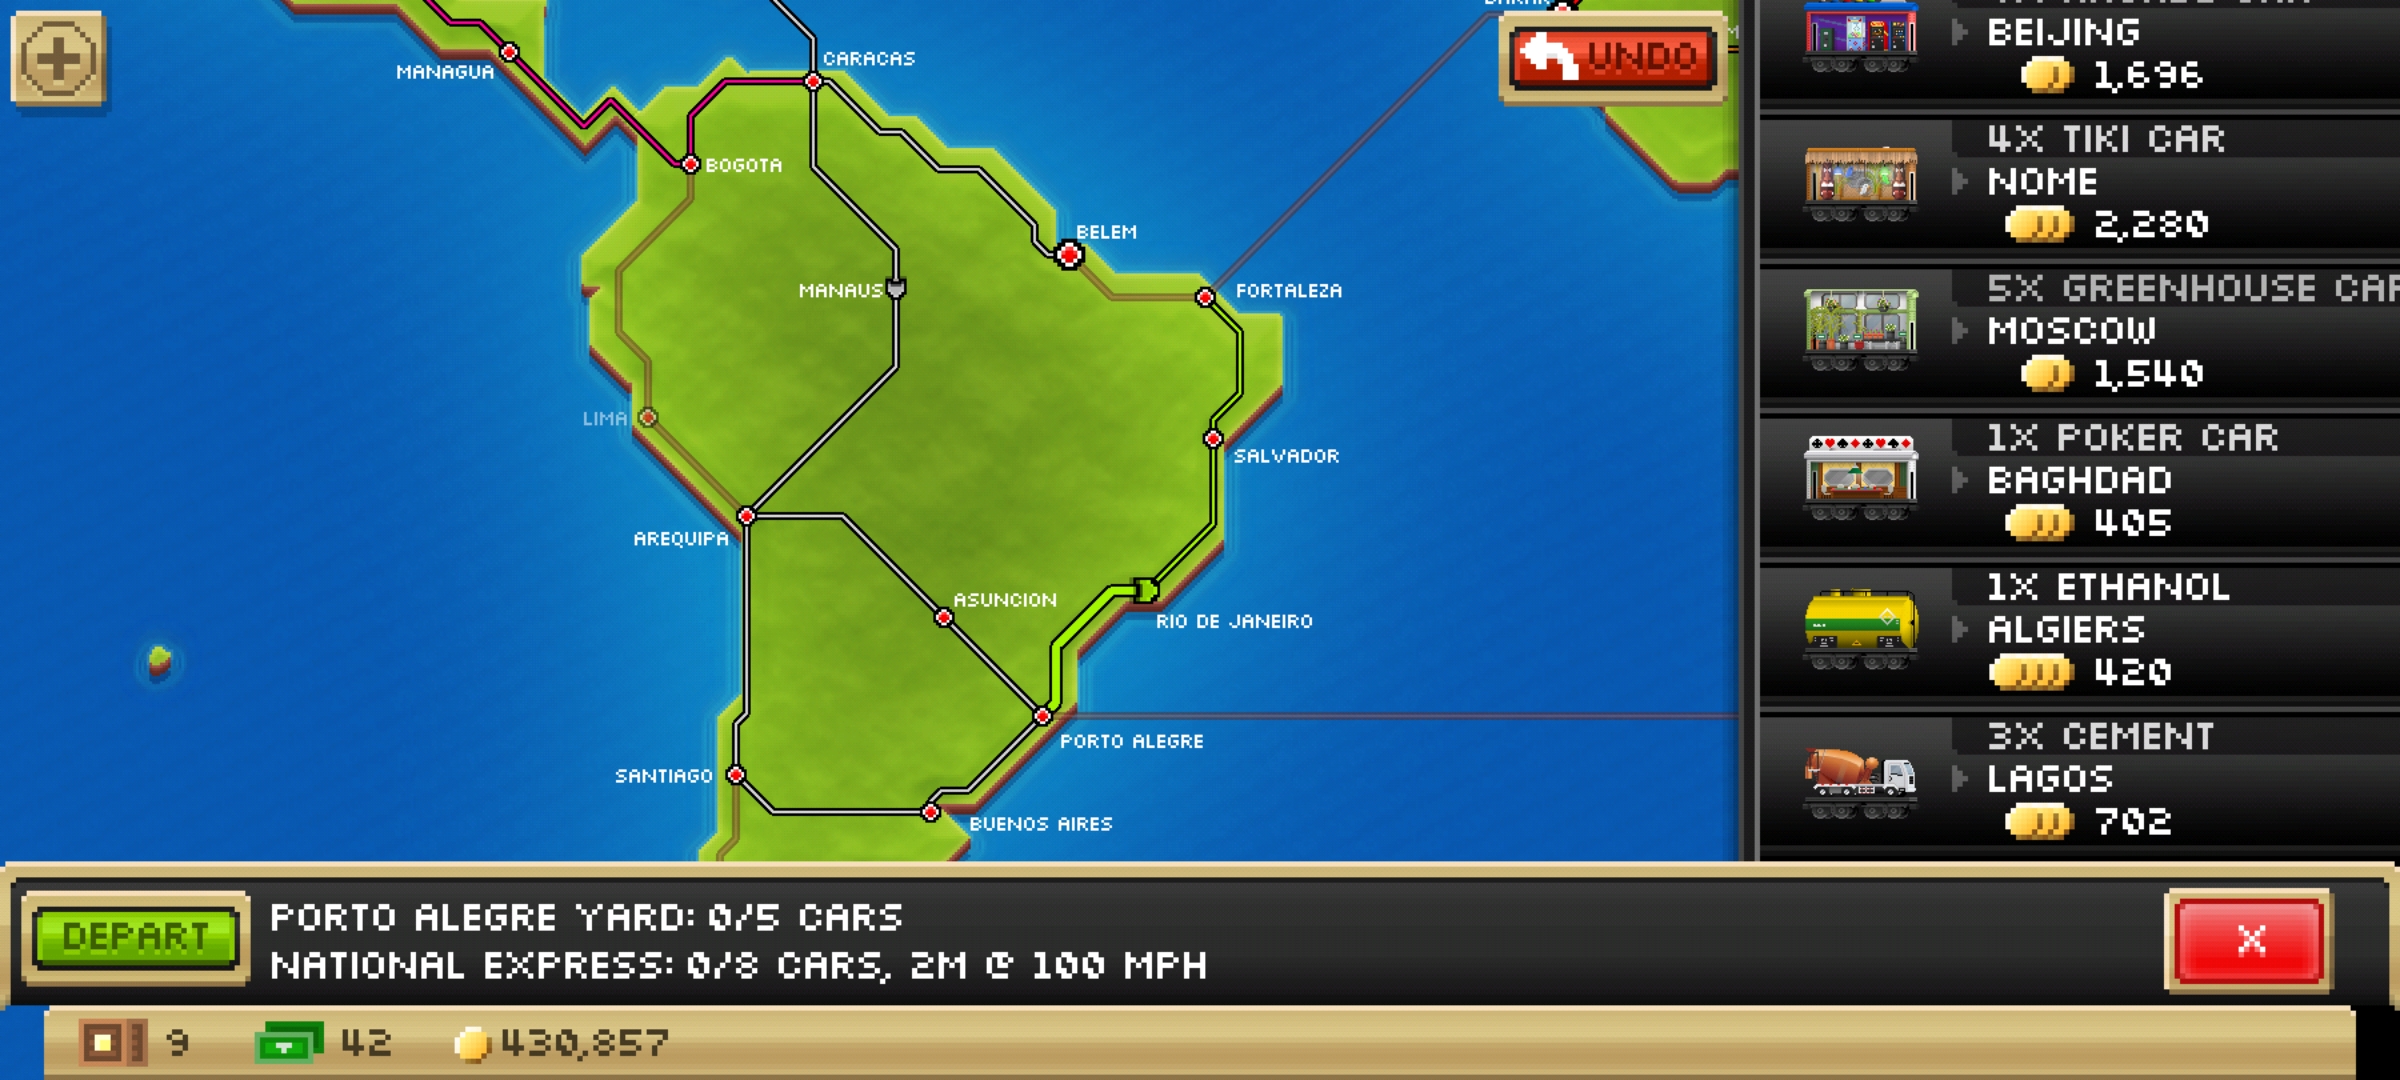 CARACAS
MANAGUA
BOGOTA
BELEM
MANAUS
FORTALEZA
LIMA
SALVADOR
AREQUIPA
ASUNCION
RIO DE JANEIRO
PORTO ALEGRE
SANTIAGO
BUENOS AIRES
UNDO
BEIJING
1,696
4X TIKI CAR
NOME
2,280
5X GREENHOUSE CAR
MOSCOW
1,540
1X POKER CAR
BAGHDAD
405
1X ETHANOL
ALGIERS
420
3X CEMENT
LAGOS
702
DEPART
PORTO ALEGRE YARD: 0/5 CARS
NATIONAL EXPRESS: 0/8 CARS, 2M @ 100 MPH
X
9
42
430,857